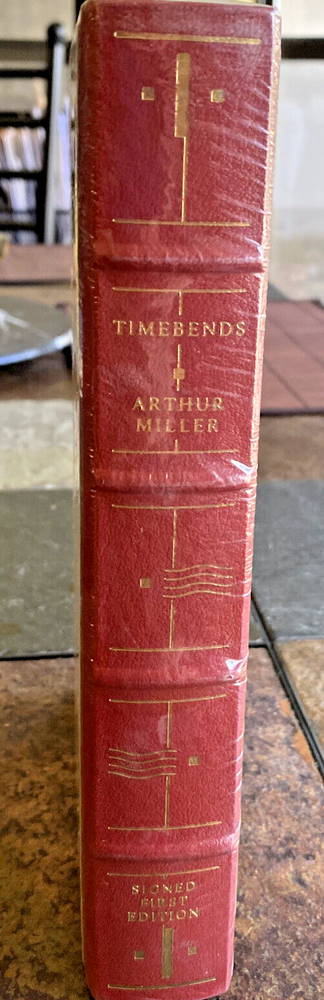 TIMEBENDS
ARTHUR
MILLER
SIGNED
FIRST
EDITION